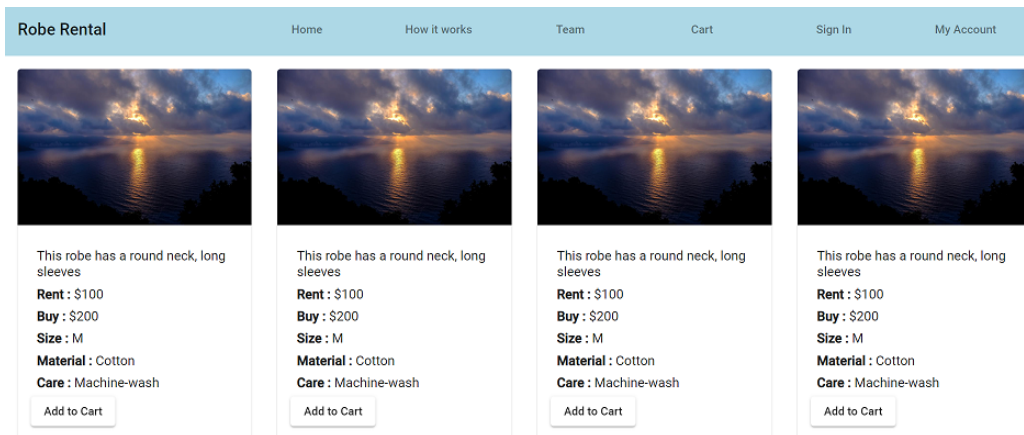 Robe Rental Home How it works Team Cart Sign In My Account
This robe has a round neck, long
sleeves
Rent : $100
Buy : $200
Size : M
Material : Cotton
Care : Machine-wash
Add to Cart
This robe has a round neck, long
sleeves
Rent : $100
Buy : $200
Size : M
Material : Cotton
Care : Machine-wash
Add to Cart
This robe has a round neck, long
sleeves
Rent : $100
Buy : $200
Size : M
Material : Cotton
Care : Machine-wash
Add to Cart
This robe has a round neck, long
sleeves
Rent : $100
Buy : $200
Size : M
Material : Cotton
Care : Machine-wash
Add to Cart